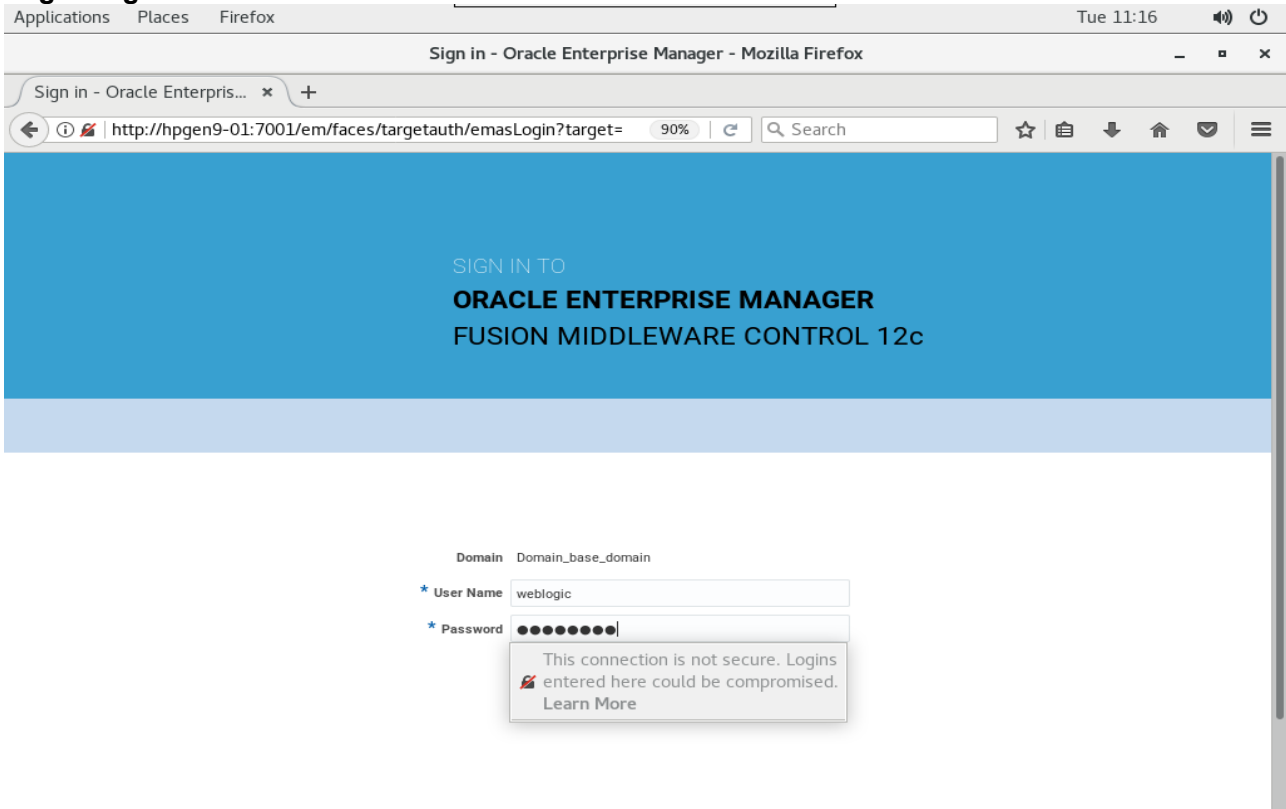 Applications Places Firefox Tue 11:16
Sign in - Oracle Enterprise Manager - Mozilla Firefox
Sign in - Oracle Enterpris... × +
http://hpgen9-01:7001/em/faces/targetauth/emasLogin?target= 90% Search
SIGN IN TO
ORACLE ENTERPRISE MANAGER
FUSION MIDDLEWARE CONTROL 12c
Domain Domain_base_domain
* User Name weblogic
* Password ●●●●●●●●
This connection is not secure. Logins
entered here could be compromised.
Learn More